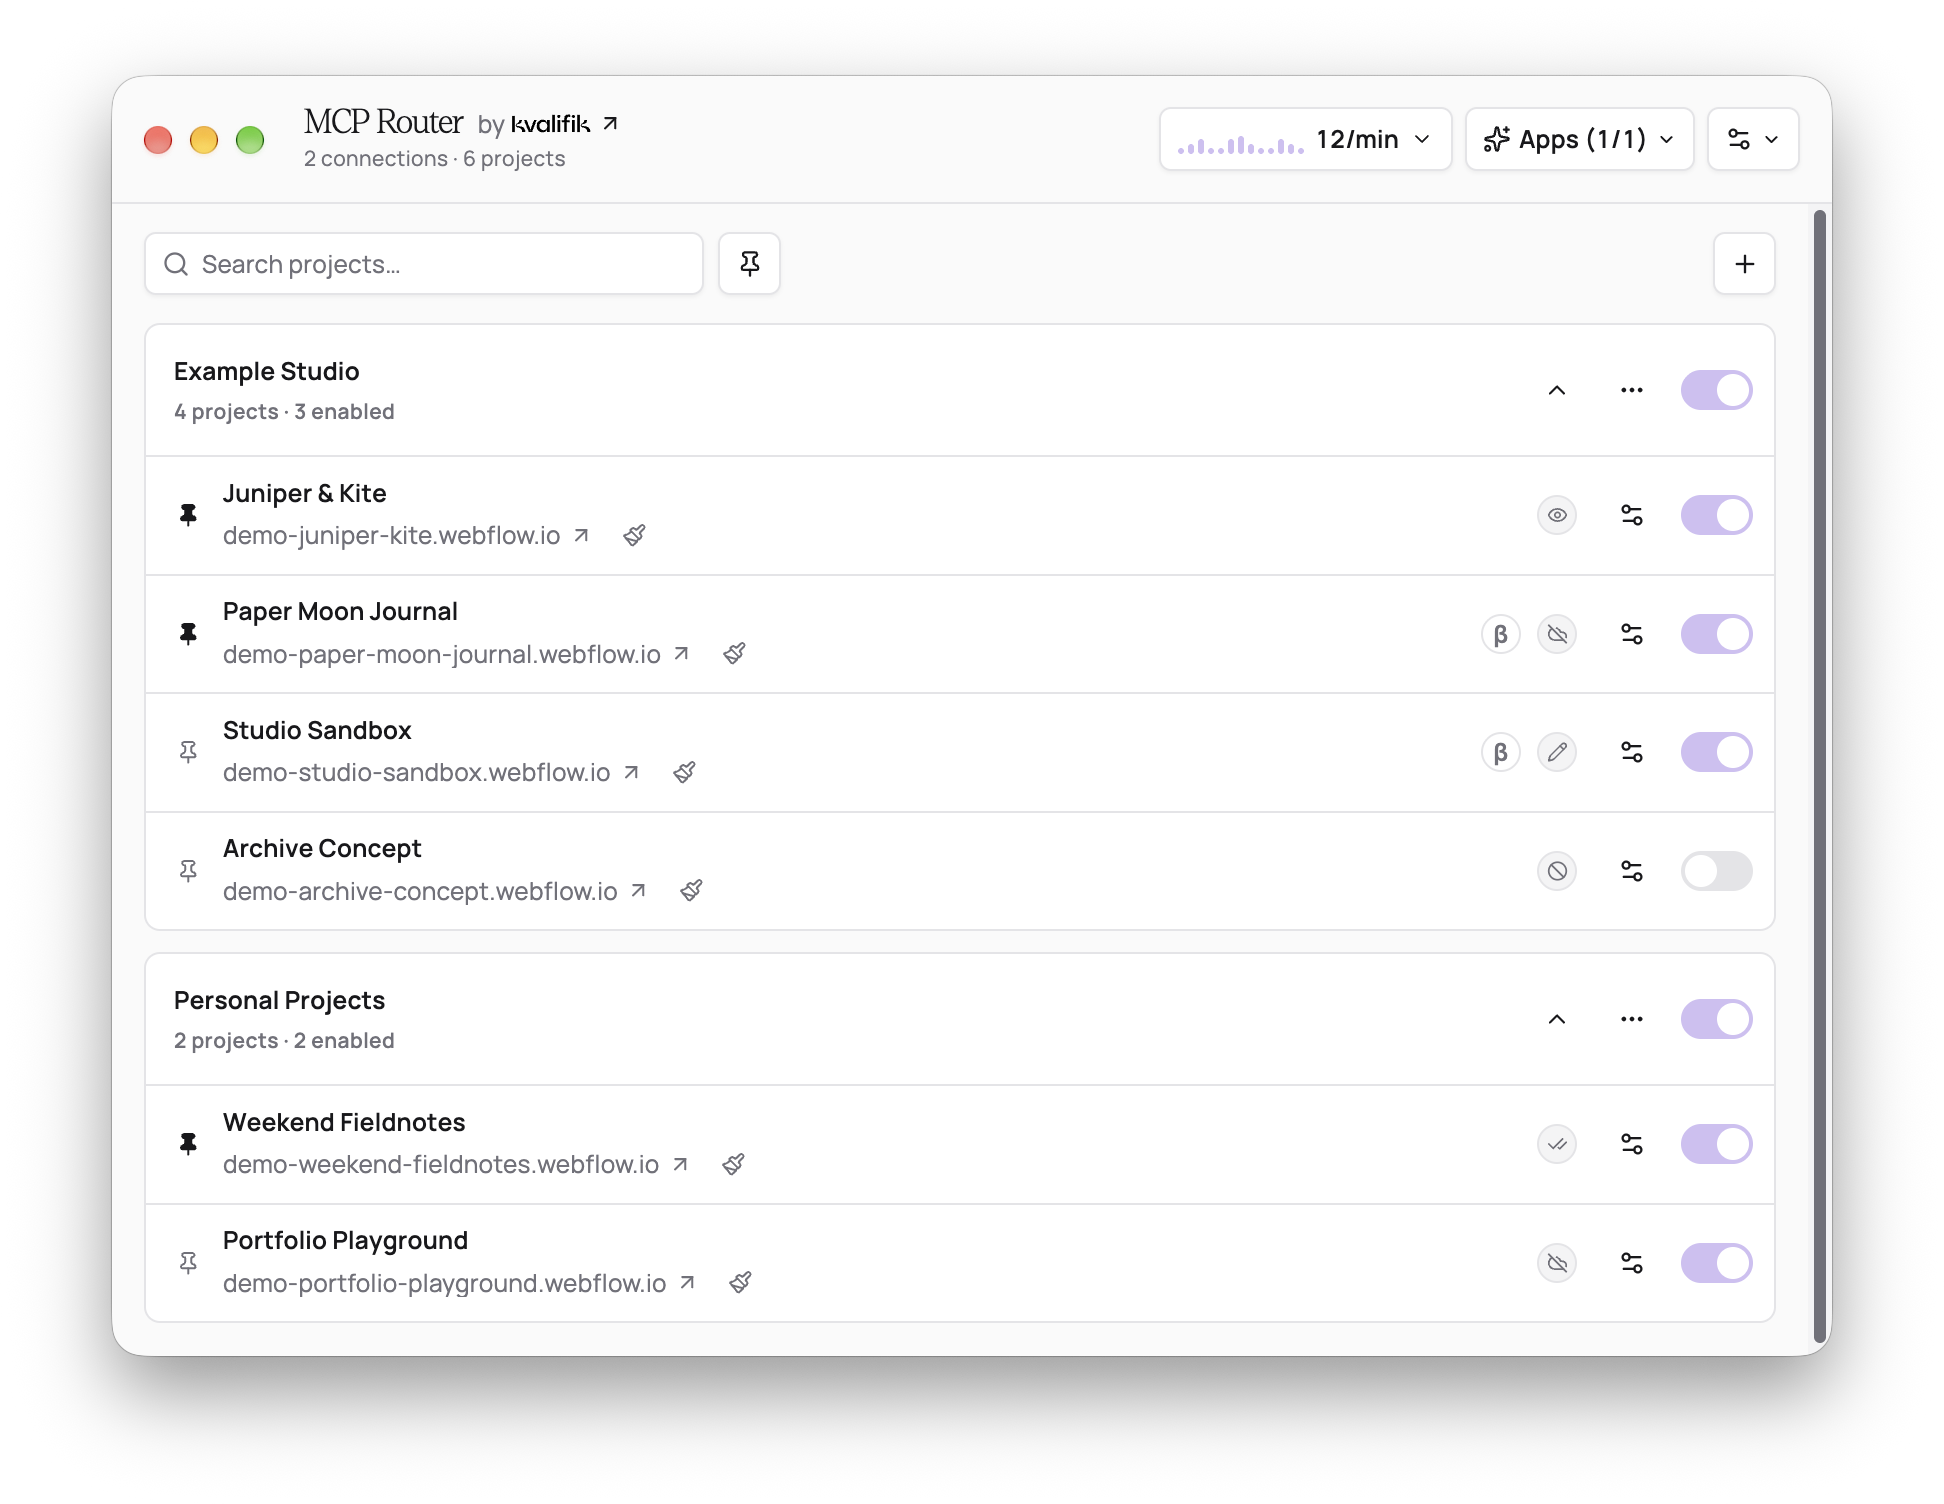 MCP Router by kvalifik
2 connections · 6 projects
12/min
Apps (1/1)
Search projects...
Example Studio
4 projects · 3 enabled
Juniper & Kite
demo-juniper-kite.webflow.io
Paper Moon Journal
demo-paper-moon-journal.webflow.io
β
Studio Sandbox
demo-studio-sandbox.webflow.io
β
Archive Concept
demo-archive-concept.webflow.io
Personal Projects
2 projects · 2 enabled
Weekend Fieldnotes
demo-weekend-fieldnotes.webflow.io
Portfolio Playground
demo-portfolio-playground.webflow.io